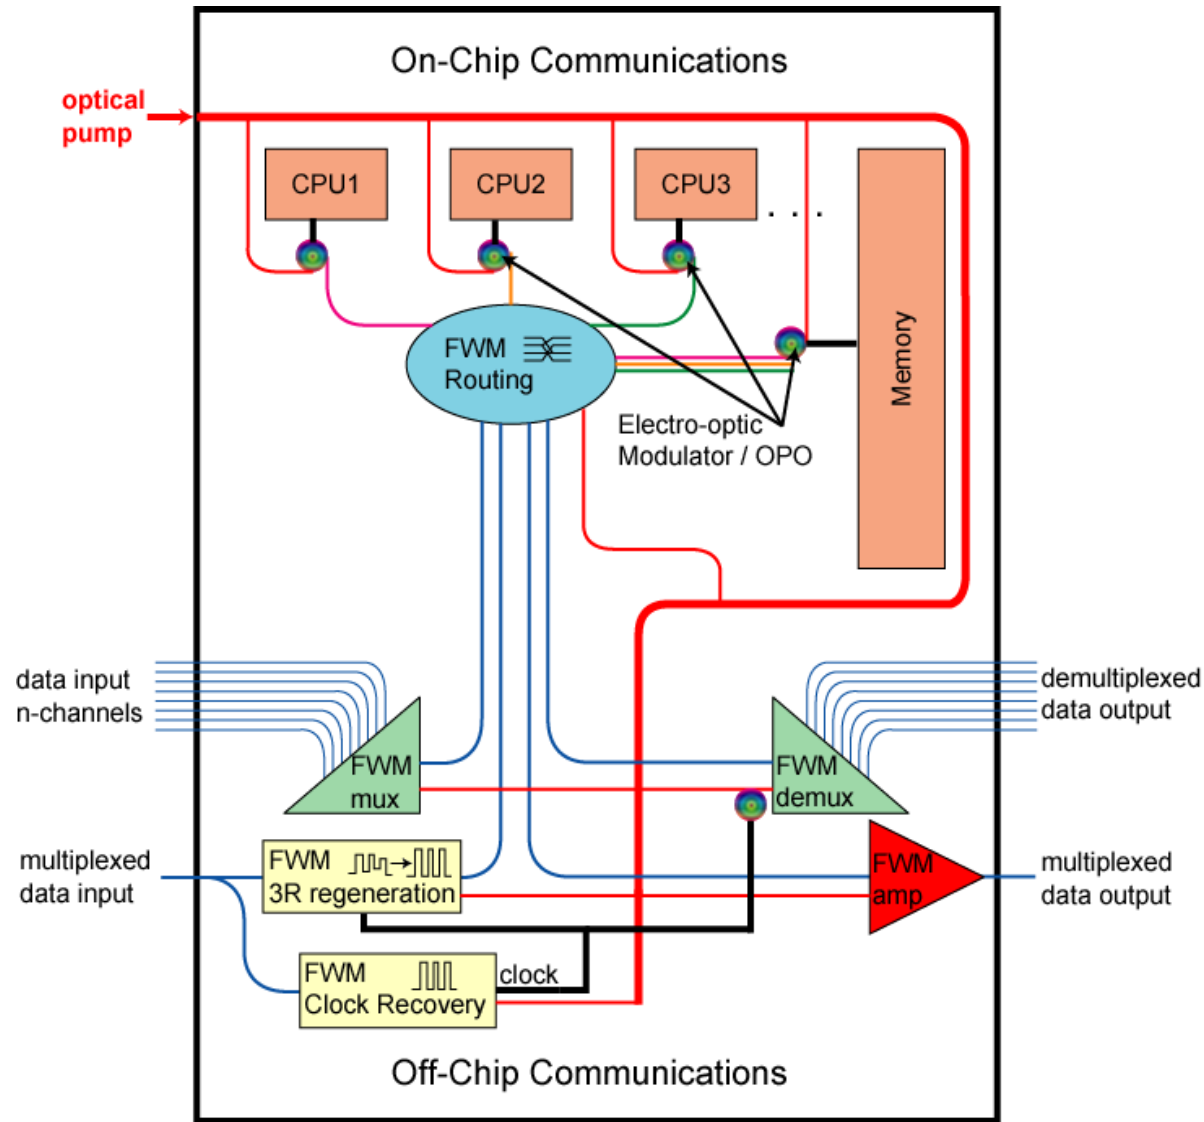 On-Chip Communications
optical
pump
CPU1
CPU2
CPU3
. . .
Memory
FWM
Routing
Electro-optic
Modulator / OPO
data input
n-channels
demultiplexed
data output
FWM
mux
FWM
demux
multiplexed
data input
FWM
3R regeneration
FWM
amp
multiplexed
data output
FWM
Clock Recovery
clock
Off-Chip Communications